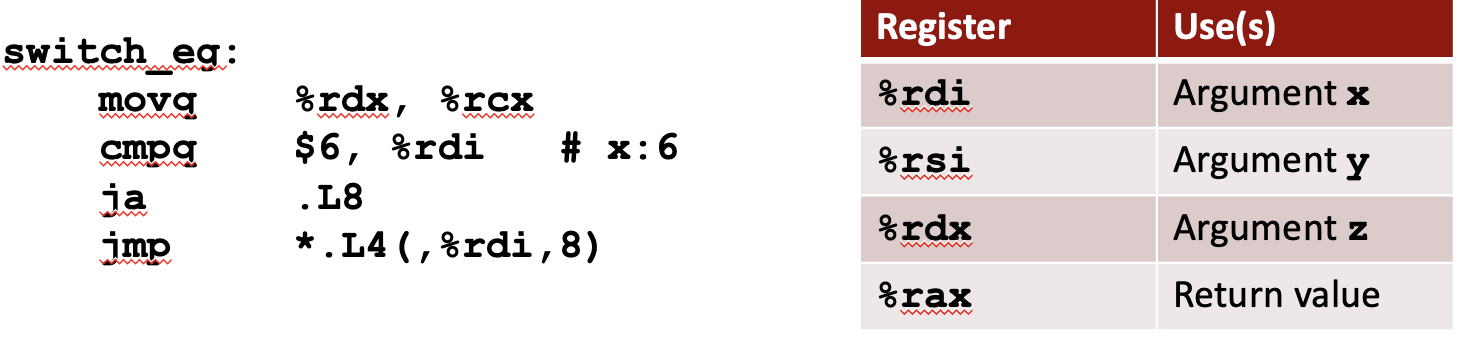 switch_eq:
movq %rdx, %rcx
cmpq $6, %rdi # x:6
ja .L8
jmp *.L4(,%rdi,8)
Register Use(s)
%rdi Argument x
%rsi Argument y
%rdx Argument z
%rax Return value